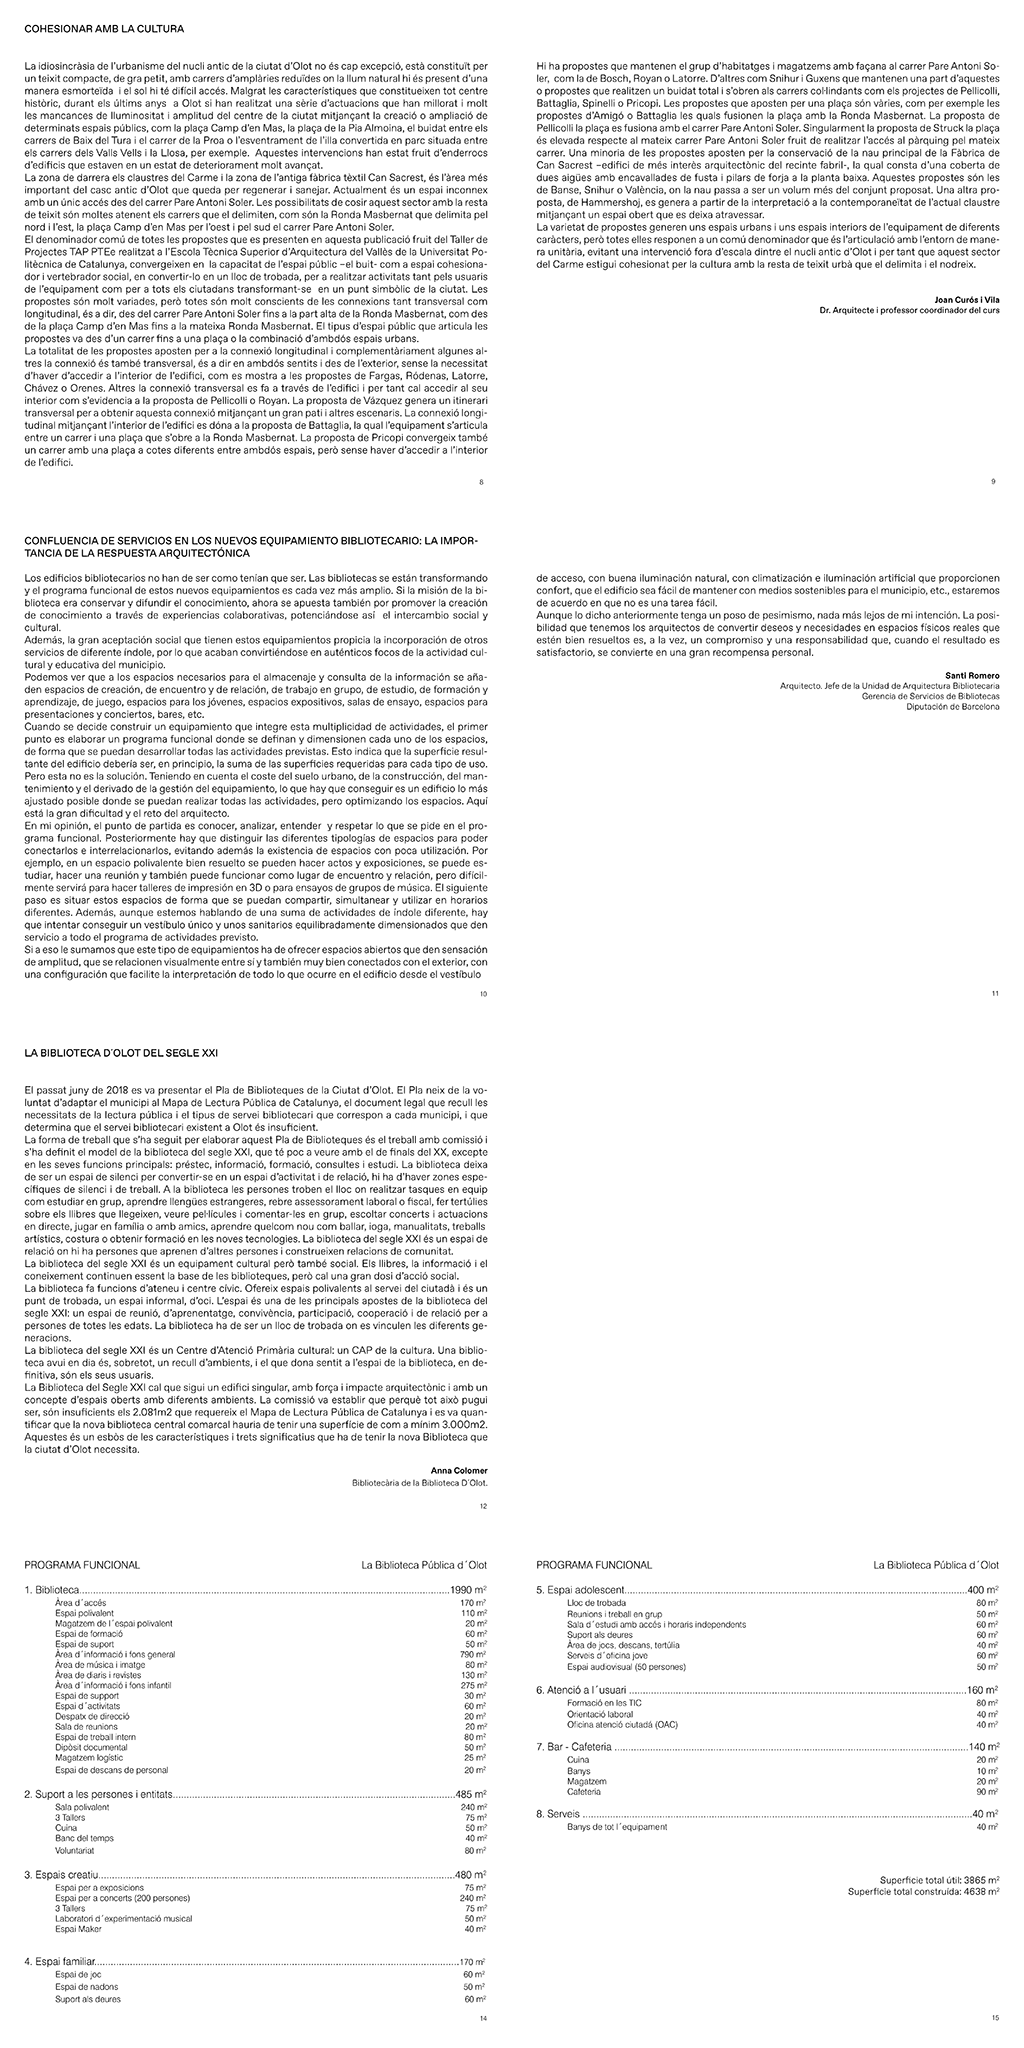 COHESIONAR AMB LA CULTURA
La idiosincràsia de l'urbanisme del nucli antic de la ciutat d'Olot no és cap excepció, està constituït per
un teixit compacte, de gra petit, amb carrers d'amplàries reduïdes on la llum natural hi és present d'una
manera esmorteïda i el sol hi té difícil accés. Malgrat les característiques que constitueixen tot centre
històric, durant els últims anys a Olot si han realitzat una sèrie d'actuacions que han millorat i molt
les mancances de lluminositat i amplitud del centre de la ciutat mitjançant la creació o ampliació de
determinats espais públics, com la plaça Camp d'en Mas, la plaça de la Pia Almoina, el buidat entre els
carrers de Baix del Tura i el carrer de la Proa o l'esventrament de l'illa convertida en parc situada entre
els carrers dels Valls Vells i la Llosa, per exemple. Aquestes intervencions han estat fruit d'enderrocs
d'edificis que estaven en un estat de deteriorament molt avançat.
La zona de darrera els claustres del Carme i la zona de l'antiga fàbrica tèxtil Can Sacrest, és l'àrea més
important del casc antic d'Olot que queda per regenerar i sanejar. Actualment és un espai inconnex
amb un únic accés des del carrer Pare Antoni Soler. Les possibilitats de cosir aquest sector amb la resta
de teixit són moltes atenent els carrers que el delimiten, com són la Ronda Masbernat que delimita pel
nord i l'est, la plaça Camp d'en Mas per l'oest i pel sud el carrer Pare Antoni Soler.
El denominador comú de totes les propostes que es presenten en aquesta publicació fruit del Taller de
Projectes TAP PTEe realitzat a l'Escola Tècnica Superior d'Arquitectura del Vallès de la Universitat Po-
litècnica de Catalunya, convergeixen en la capacitat de l'espai públic –el buit- com a espai cohesiona-
dor i vertebrador social, en convertir-lo en un lloc de trobada, per a realitzar activitats tant pels usuaris
de l'equipament com per a tots els ciutadans transformant-se en un punt simbòlic de la ciutat. Les
propostes són molt variades, però totes són molt conscients de les connexions tant transversal com
longitudinal, és a dir, des del carrer Pare Antoni Soler fins a la part alta de la Ronda Masbernat, com des
de la plaça Camp d'en Mas fins a la mateixa Ronda Masbernat. El tipus d'espai públic que articula les
propostes va des d'un carrer fins a una plaça o la combinació d'ambdós espais urbans.
La totalitat de les propostes aposten per a la connexió longitudinal i complementàriament algunes al-
tres la connexió és també transversal, és a dir en ambdós sentits i des de l'exterior, sense la necessitat
d'haver d'accedir a l'interior de l'edifici, com es mostra a les propostes de Fargas, Ródenas, Latorre,
Chávez o Orenes. Altres la connexió transversal es fa a través de l'edifici i per tant cal accedir al seu
interior com s'evidencia a la proposta de Pellicolli o Royan. La proposta de Vázquez genera un itinerari
transversal per a obtenir aquesta connexió mitjançant un gran pati i altres escenaris. La connexió longi-
tudinal mitjançant l'interior de l'edifici es dóna a la proposta de Battaglia, la qual l'equipament s'articula
entre un carrer i una plaça que s'obre a la Ronda Masbernat. La proposta de Pricopi convergeix també
un carrer amb una plaça a cotes diferents entre ambdós espais, però sense haver d'accedir a l'interior
de l'edifici.
8
Hi ha propostes que mantenen el grup d'habitatges i magatzems amb façana al carrer Pare Antoni So-
ler, com la de Bosch, Royan o Latorre. D'altres com Snihur i Guxens que mantenen una part d'aquestes
o propostes que realitzen un buidat total i s'obren als carrers col·lindants com els projectes de Pellicolli,
Battaglia, Spinelli o Pricopi. Les propostes que aposten per una plaça són vàries, com per exemple les
propostes d'Amigó o Battaglia les quals fusionen la plaça amb la Ronda Masbernat. La proposta de
Pellicolli la plaça es fusiona amb el carrer Pare Antoni Soler. Singularment la proposta de Struck la plaça
és elevada respecte al mateix carrer Pare Antoni Soler fruit de realitzar l'accés al pàrquing pel mateix
carrer. Una minoria de les propostes aposten per la conservació de la nau principal de la Fàbrica de
Can Sacrest –edifici de més interès arquitectònic del recinte fabril-, la qual consta d'una coberta de
dues aigües amb encavallades de fusta i pilars de forja a la planta baixa. Aquestes propostes són les
de Banse, Snihur o València, on la nau passa a ser un volum més del conjunt proposat. Una altra pro-
posta, de Hammershoj, es genera a partir de la interpretació a la contemporaneïtat de l'actual claustre
mitjançant un espai obert que es deixa atravessar.
La varietat de propostes generen uns espais urbans i uns espais interiors de l'equipament de diferents
caràcters, però totes elles responen a un comú denominador que és l'articulació amb l'entorn de mane-
ra unitària, evitant una intervenció fora d'escala dintre el nucli antic d'Olot i per tant que aquest sector
del Carme estigui cohesionat per la cultura amb la resta de teixit urbà que el delimita i el nodreix.
Joan Curós i Vila
Dr. Arquitecte i professor coordinador del curs
9
CONFLUENCIA DE SERVICIOS EN LOS NUEVOS EQUIPAMIENTO BIBLIOTECARIO: LA IMPOR-
TANCIA DE LA RESPUESTA ARQUITECTÓNICA
Los edificios bibliotecarios no han de ser como tenían que ser. Las bibliotecas se están transformando
y el programa funcional de estos nuevos equipamientos es cada vez más amplio. Si la misión de la bi-
blioteca era conservar y difundir el conocimiento, ahora se apuesta también por promover la creación
de conocimiento a través de experiencias colaborativas, potenciándose así el intercambio social y
cultural.
Además, la gran aceptación social que tienen estos equipamientos propicia la incorporación de otros
servicios de diferente índole, por lo que acaban convirtiéndose en auténticos focos de la actividad cul-
tural y educativa del municipio.
Podemos ver que a los espacios necesarios para el almacenaje y consulta de la información se aña-
den espacios de creación, de encuentro y de relación, de trabajo en grupo, de estudio, de formación y
aprendizaje, de juego, espacios para los jóvenes, espacios expositivos, salas de ensayo, espacios para
presentaciones y conciertos, bares, etc.
Cuando se decide construir un equipamiento que integre esta multiplicidad de actividades, el primer
punto es elaborar un programa funcional donde se definan y dimensionen cada uno de los espacios,
de forma que se puedan desarrollar todas las actividades previstas. Esto indica que la superficie resul-
tante del edificio debería ser, en principio, la suma de las superficies requeridas para cada tipo de uso.
Pero esta no es la solución. Teniendo en cuenta el coste del suelo urbano, de la construcción, del man-
tenimiento y el derivado de la gestión del equipamiento, lo que hay que conseguir es un edificio lo más
ajustado posible donde se puedan realizar todas las actividades, pero optimizando los espacios. Aquí
está la gran dificultad y el reto del arquitecto.
En mi opinión, el punto de partida es conocer, analizar, entender y respetar lo que se pide en el pro-
grama funcional. Posteriormente hay que distinguir las diferentes tipologías de espacios para poder
conectarlos e interrelacionarlos, evitando además la existencia de espacios con poca utilización. Por
ejemplo, en un espacio polivalente bien resuelto se pueden hacer actos y exposiciones, se puede es-
tudiar, hacer una reunión y también puede funcionar como lugar de encuentro y relación, pero difícil-
mente servirá para hacer talleres de impresión en 3D o para ensayos de grupos de música. El siguiente
paso es situar estos espacios de forma que se puedan compartir, simultanear y utilizar en horarios
diferentes. Además, aunque estemos hablando de una suma de actividades de índole diferente, hay
que intentar conseguir un vestíbulo único y unos sanitarios equilibradamente dimensionados que den
servicio a todo el programa de actividades previsto.
Si a eso le sumamos que este tipo de equipamientos ha de ofrecer espacios abiertos que den sensación
de amplitud, que se relacionen visualmente entre sí y también muy bien conectados con el exterior, con
una configuración que facilite la interpretación de todo lo que ocurre en el edificio desde el vestíbulo
10
de acceso, con buena iluminación natural, con climatización e iluminación artificial que proporcionen
confort, que el edificio sea fácil de mantener con medios sostenibles para el municipio, etc., estaremos
de acuerdo en que no es una tarea fácil.
Aunque lo dicho anteriormente tenga un poso de pesimismo, nada más lejos de mi intención. La posi-
bilidad que tenemos los arquitectos de convertir deseos y necesidades en espacios físicos reales que
estén bien resueltos es, a la vez, un compromiso y una responsabilidad que, cuando el resultado es
satisfactorio, se convierte en una gran recompensa personal.
Santi Romero
Arquitecto. Jefe de la Unidad de Arquitectura Bibliotecaria
Gerencia de Servicios de Bibliotecas
Diputación de Barcelona
11
LA BIBLIOTECA D´OLOT DEL SEGLE XXI
El passat juny de 2018 es va presentar el Pla de Biblioteques de la Ciutat d'Olot. El Pla neix de la vo-
luntat d'adaptar el municipi al Mapa de Lectura Pública de Catalunya, el document legal que recull les
necessitats de la lectura pública i el tipus de servei bibliotecari que correspon a cada municipi, i que
determina que el servei bibliotecari existent a Olot és insuficient.
La forma de treball que s'ha seguit per elaborar aquest Pla de Biblioteques és el treball amb comissió i
s'ha definit el model de la biblioteca del segle XXI, que té poc a veure amb el de finals del XX, excepte
en les seves funcions principals: préstec, informació, formació, consultes i estudi. La biblioteca deixa
de ser un espai de silenci per convertir-se en un espai d'activitat i de relació, hi ha d'haver zones espe-
cífiques de silenci i de treball. A la biblioteca les persones troben el lloc on realitzar tasques en equip
com estudiar en grup, aprendre llengües estrangeres, rebre assessorament laboral o fiscal, fer tertúlies
sobre els llibres que llegeixen, veure pel·lícules i comentar-les en grup, escoltar concerts i actuacions
en directe, jugar en família o amb amics, aprendre quelcom nou com ballar, ioga, manualitats, treballs
artístics, costura o obtenir formació en les noves tecnologies. La biblioteca del segle XXI és un espai de
relació on hi ha persones que aprenen d'altres persones i construeixen relacions de comunitat.
La biblioteca del segle XXI és un equipament cultural però també social. Els llibres, la informació i el
coneixement continuen essent la base de les biblioteques, però cal una gran dosi d'acció social.
La biblioteca fa funcions d'ateneu i centre cívic. Ofereix espais polivalents al servei del ciutadà i és un
punt de trobada, un espai informal, d'oci. L'espai és una de les principals apostes de la biblioteca del
segle XXI: un espai de reunió, d'aprenentatge, convivència, participació, cooperació i de relació per a
persones de totes les edats. La biblioteca ha de ser un lloc de trobada on es vinculen les diferents ge-
neracions.
La biblioteca del segle XXI és un Centre d'Atenció Primària cultural: un CAP de la cultura. Una biblio-
teca avui en dia és, sobretot, un recull d'ambients, i el que dona sentit a l'espai de la biblioteca, en de-
finitiva, són els seus usuaris.
La Biblioteca del Segle XXI cal que sigui un edifici singular, amb força i impacte arquitectònic i amb un
concepte d'espais oberts amb diferents ambients. La comissió va establir que perquè tot això pugui
ser, són insuficients els 2.081m2 que requereix el Mapa de Lectura Pública de Catalunya i es va quan-
tificar que la nova biblioteca central comarcal hauria de tenir una superfície de com a mínim 3.000m2.
Aquestes és un esbòs de les característiques i trets significatius que ha de tenir la nova Biblioteca que
la ciutat d'Olot necessita.
Anna Colomer
Bibliotecària de la Biblioteca D´Olot.
12
PROGRAMA FUNCIONAL La Biblioteca Pública d´Olot
1. Biblioteca 1990 m²
Àrea d´accés 170 m²
Espai polivalent 110 m²
Magatzem de l´espai polivalent 20 m²
Espai de formació 60 m²
Espai de suport 50 m²
Àrea d´informació i fons general 790 m²
Àrea de música i imatge 80 m²
Àrea de diaris i revistes 130 m²
Àrea d´informació i fons infantil 275 m²
Espai de support 30 m²
Espai d´activitats 60 m²
Despatx de direcció 20 m²
Sala de reunions 20 m²
Espai de treball intern 80 m²
Dipòsit documental 50 m²
Magatzem logístic 25 m²
Espai de descans de personal 20 m²
2. Suport a les persones i entitats 485 m²
Sala polivalent 240 m²
3 Tallers 75 m²
Cuina 50 m²
Banc del temps 40 m²
Voluntariat 80 m²
3. Espais creatiu 480 m²
Espai per a exposicions 75 m²
Espai per a concerts (200 persones) 240 m²
3 Tallers 75 m²
Laboratori d´experimentació musical 50 m²
Espai Maker 40 m²
4. Espai familiar 170 m²
Espai de joc 60 m²
Espai de nadons 50 m²
Suport als deures 60 m²
14
PROGRAMA FUNCIONAL La Biblioteca Pública d´Olot
5. Espai adolescent 400 m²
Lloc de trobada 80 m²
Reunions i treball en grup 50 m²
Sala d´estudi amb accés i horaris independents 60 m²
Suport als deures 60 m²
Àrea de jocs, descans, tertúlia 40 m²
Serveis d´oficina jove 60 m²
Espai audiovisual (50 persones) 50 m²
6. Atenció a l´usuari 160 m²
Formació en les TIC 80 m²
Orientació laboral 40 m²
Oficina atenció ciutadà (OAC) 40 m²
7. Bar - Cafeteria 140 m²
Cuina 20 m²
Banys 10 m²
Magatzem 20 m²
Cafeteria 90 m²
8. Serveis 40 m²
Banys de tot l´equipament 40 m²
Superficie total útil: 3865 m²
Superficie total construïda: 4638 m²
15